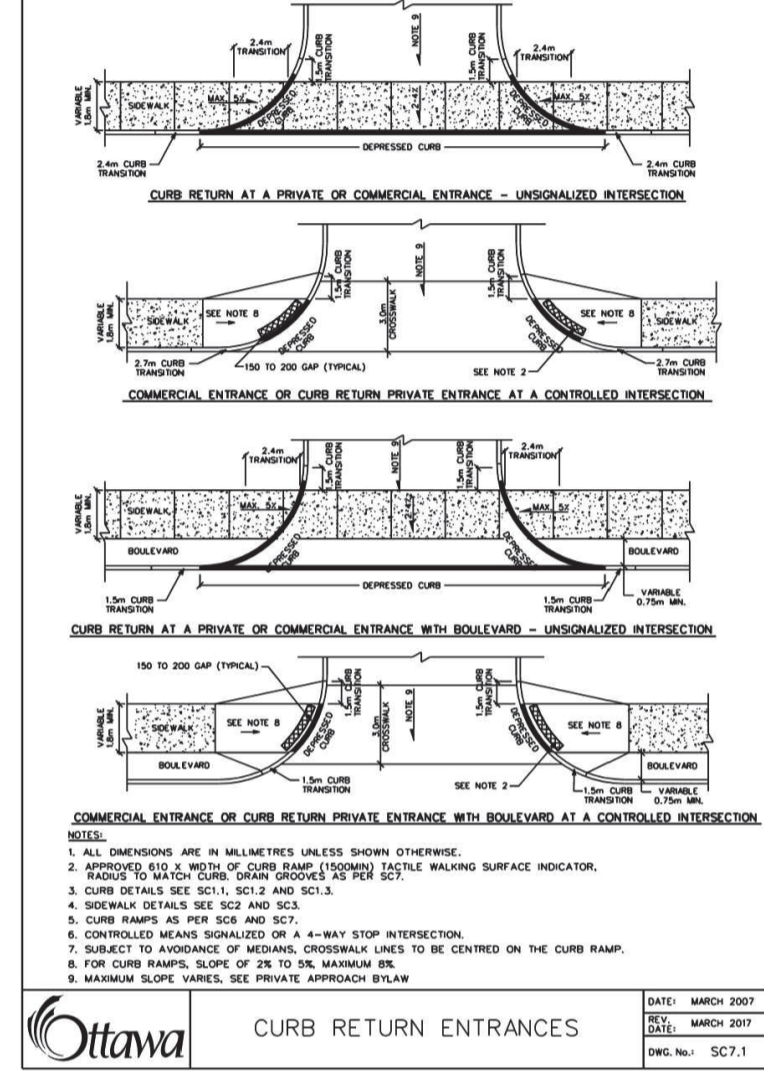 2.4m
TRANSITION
1.5m CURB
TRANSITION
NOTE 9
1.5m CURB
TRANSITION
2.4m
TRANSITION
VARIABLE
1.8m MIN.
SIDEWALK
MAX. 5%
DEPRESSED
CURB
2-4%
DEPRESSED
CURB
MAX. 5%
DEPRESSED CURB
2.4m CURB
TRANSITION
2.4m CURB
TRANSITION
CURB RETURN AT A PRIVATE OR COMMERCIAL ENTRANCE - UNSIGNALIZED INTERSECTION
VARIABLE
1.8m MIN.
SIDEWALK
SEE NOTE 8
1.5m CURB
TRANSITION
DEPRESSED
CURB
3.0m
CROSSWALK
NOTE 9
1.5m CURB
TRANSITION
DEPRESSED
CURB
SEE NOTE 8
SIDEWALK
VARIABLE
1.8m MIN.
2.7m CURB
TRANSITION
150 TO 200 GAP (TYPICAL)
SEE NOTE 2
2.7m CURB
TRANSITION
COMMERCIAL ENTRANCE OR CURB RETURN PRIVATE ENTRANCE AT A CONTROLLED INTERSECTION
2.4m
TRANSITION
1.5m CURB
TRANSITION
NOTE 9
1.5m CURB
TRANSITION
2.4m
TRANSITION
VARIABLE
1.8m MIN.
SIDEWALK
MAX. 5%
2-4%
MAX. 5%
BOULEVARD
DEPRESSED
CURB
DEPRESSED
CURB
BOULEVARD
DEPRESSED CURB
1.5m CURB
TRANSITION
1.5m CURB
TRANSITION
VARIABLE
0.75m MIN.
CURB RETURN AT A PRIVATE OR COMMERCIAL ENTRANCE WITH BOULEVARD - UNSIGNALIZED INTERSECTION
150 TO 200 GAP (TYPICAL)
1.5m CURB
TRANSITION
1.5m CURB
TRANSITION
VARIABLE
1.8m MIN.
SIDEWALK
SEE NOTE 8
DEPRESSED
CURB
3.0m
CROSSWALK
NOTE 9
DEPRESSED
CURB
SEE NOTE 8
BOULEVARD
BOULEVARD
1.5m CURB
TRANSITION
SEE NOTE 2
1.5m CURB
TRANSITION
VARIABLE
0.75m MIN.
COMMERCIAL ENTRANCE OR CURB RETURN PRIVATE ENTRANCE WITH BOULEVARD AT A CONTROLLED INTERSECTION
NOTES:
1. ALL DIMENSIONS ARE IN MILLIMETRES UNLESS SHOWN OTHERWISE.
2. APPROVED 610 X WIDTH OF CURB RAMP (1500MIN) TACTILE WALKING SURFACE INDICATOR,
RADIUS TO MATCH CURB. DRAIN GROOVES AS PER SC7.
3. CURB DETAILS SEE SC1.1, SC1.2 AND SC1.3.
4. SIDEWALK DETAILS SEE SC2 AND SC3.
5. CURB RAMPS AS PER SC6 AND SC7.
6. CONTROLLED MEANS SIGNALIZED OR A 4-WAY STOP INTERSECTION.
7. SUBJECT TO AVOIDANCE OF MEDIANS, CROSSWALK LINES TO BE CENTRED ON THE CURB RAMP.
8. FOR CURB RAMPS, SLOPE OF 2% TO 5%, MAXIMUM 8%.
9. MAXIMUM SLOPE VARIES, SEE PRIVATE APPROACH BYLAW
Ottawa
CURB RETURN ENTRANCES
DATE: MARCH 2007
REV. DATE: MARCH 2017
DWG. No.: SC7.1